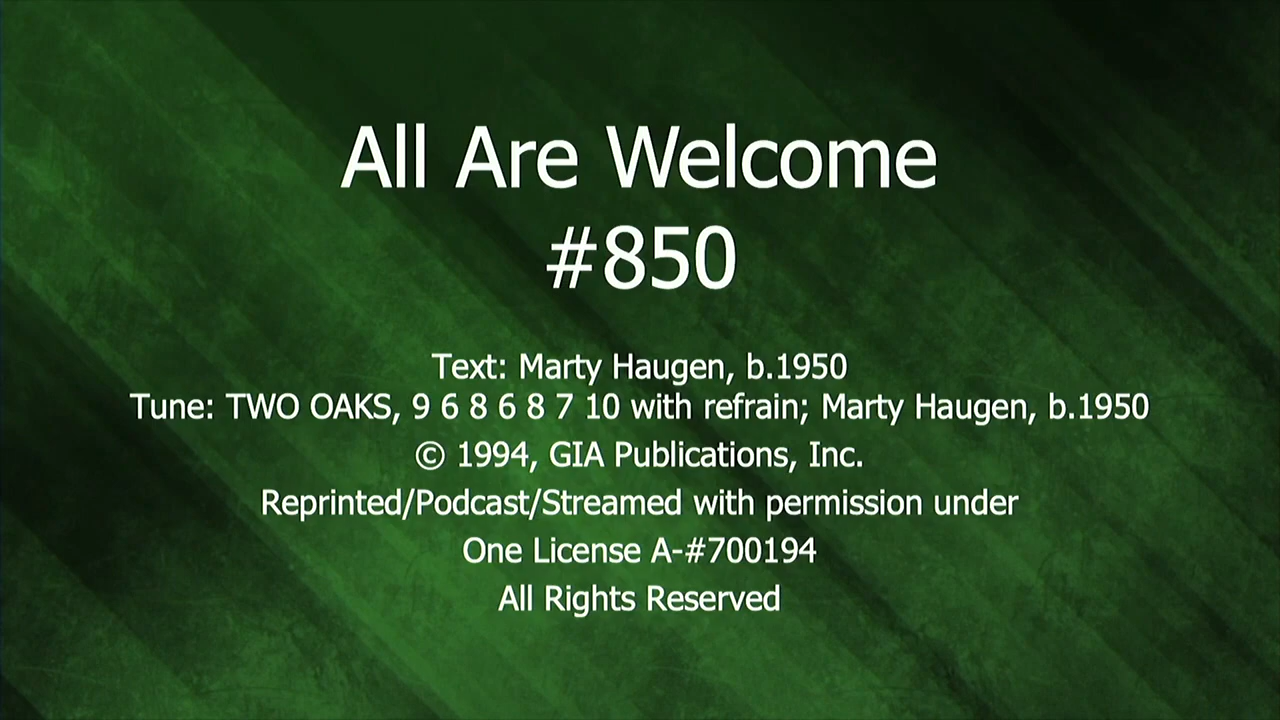 All Are Welcome
#850
Text: Marty Haugen, b.1950
Tune: TWO OAKS, 9 6 8 6 8 7 10 with refrain; Marty Haugen, b.1950
© 1994, GIA Publications, Inc.
Reprinted/Podcast/Streamed with permission under
One License A-#700194
All Rights Reserved